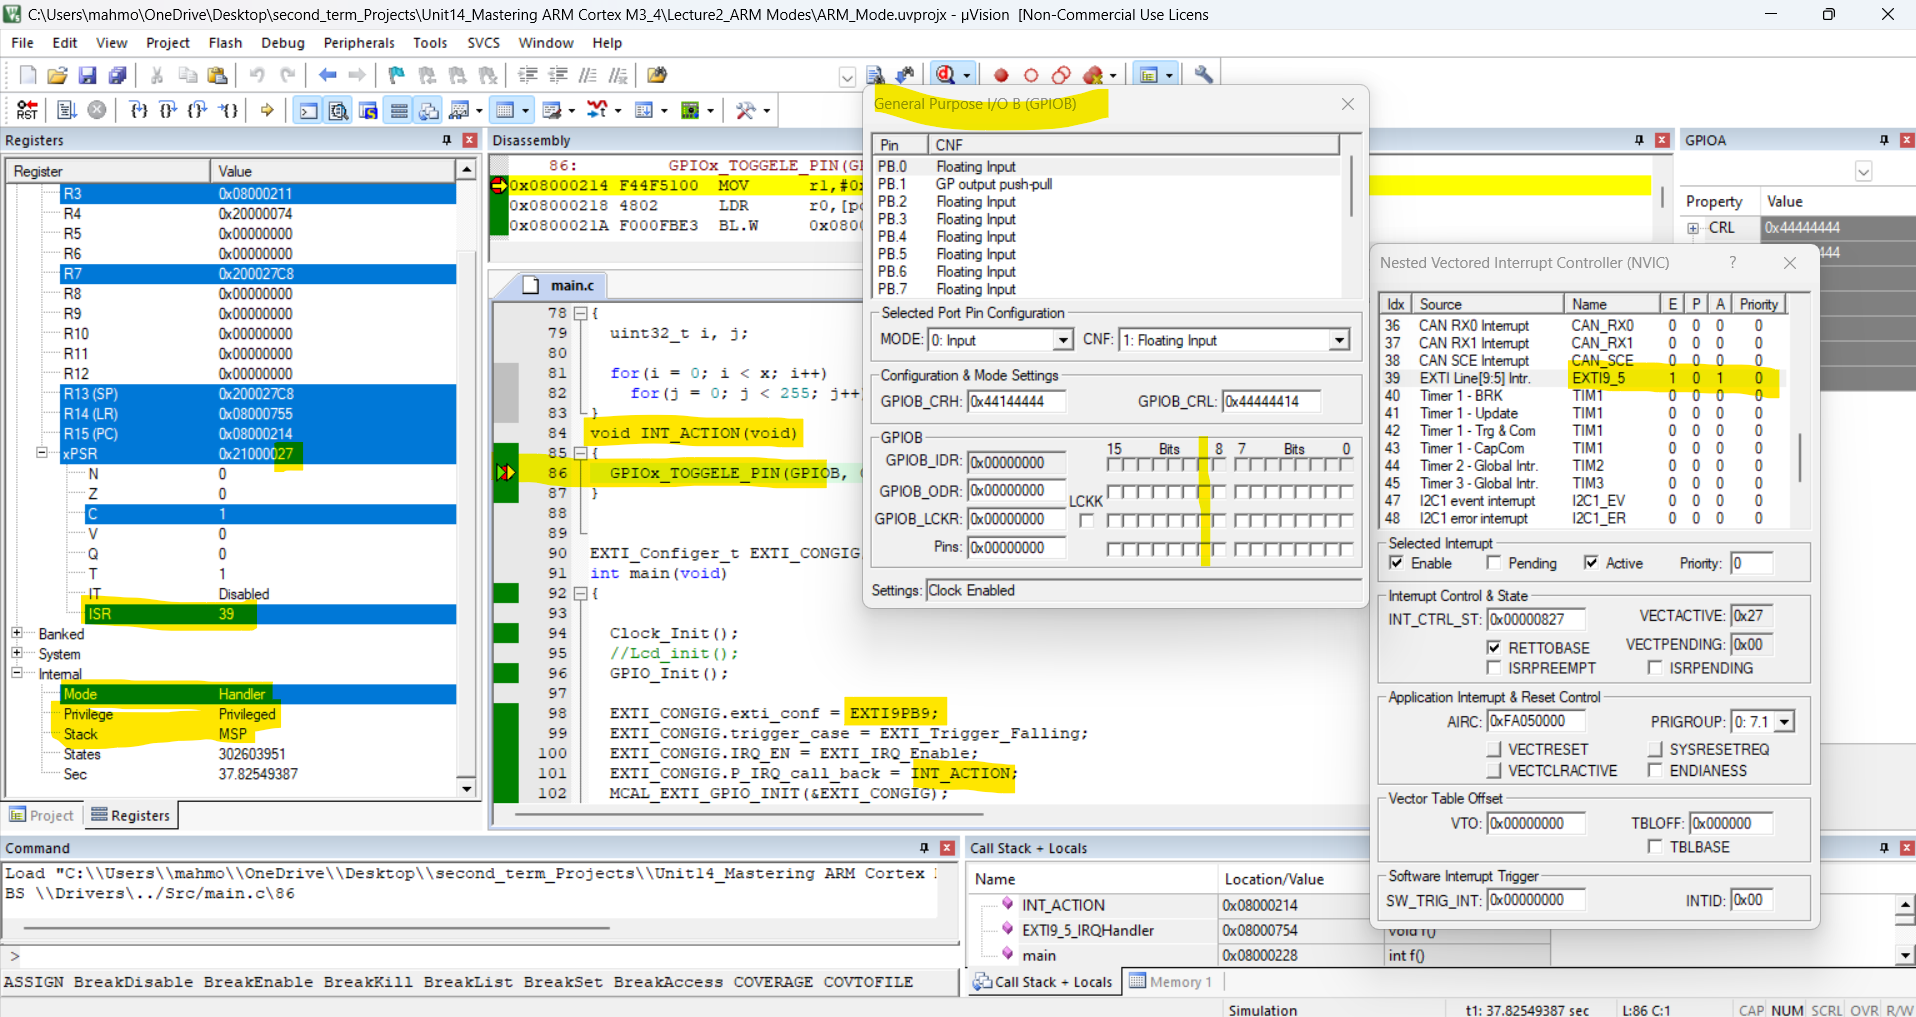 C:\Users\mahmo\OneDrive\Desktop\second_term_Projects\Unit14_Mastering ARM Cortex M3_4\Lecture2_ARM Modes\ARM_Mode.uvprojx - µVision [Non-Commercial Use Licens
File Edit View Project Flash Debug Peripherals Tools SVCS Window Help
RST
Registers
Register Value
R3 0x08000211
R4 0x20000074
R5 0x00000000
R6 0x00000000
R7 0x200027C8
R8 0x00000000
R9 0x00000000
R10 0x00000000
R11 0x00000000
R12 0x00000000
R13 (SP) 0x200027C8
R14 (LR) 0x08000755
R15 (PC) 0x08000214
xPSR 0x21000027
N 0
Z 0
C 1
V 0
Q 0
T 1
IT Disabled
ISR 39
Banked
System
Internal
Mode Handler
Privilege Privileged
Stack MSP
States 302603951
Sec 37.82549387
Project Registers
Disassembly
86: GPIOx_TOGGELE_PIN(G
0x08000214 F44F5100 MOV r1,#0
0x08000218 4802 LDR r0,[p
0x0800021A F000FBE3 BL.W 0x0800
main.c
78 {
79 uint32_t i, j;
80
81 for(i = 0; i < x; i++)
82 for(j = 0; j < 255; j++
83 }
84 void INT_ACTION(void)
85 {
86 GPIOx_TOGGELE_PIN(GPIOB,
87 }
88
89
90 EXTI_Configer_t EXTI_CONGIG
91 int main(void)
92 {
93
94 Clock_Init();
95 //Lcd_init();
96 GPIO_Init();
97
98 EXTI_CONGIG.exti_conf = EXTI9PB9;
99 EXTI_CONGIG.trigger_case = EXTI_Trigger_Falling;
100 EXTI_CONGIG.IRQ_EN = EXTI_IRQ_Enable;
101 EXTI_CONGIG.P_IRQ_call_back = INT_ACTION;
102 MCAL_EXTI_GPIO_INIT(&EXTI_CONGIG);
General Purpose I/O B (GPIOB)
Pin CNF
PB.0 Floating Input
PB.1 GP output push-pull
PB.2 Floating Input
PB.3 Floating Input
PB.4 Floating Input
PB.5 Floating Input
PB.6 Floating Input
PB.7 Floating Input
Selected Port Pin Configuration
MODE: 0: Input CNF: 1: Floating Input
Configuration & Mode Settings
GPIOB_CRH: 0x44144444 GPIOB_CRL: 0x44444414
GPIOB
15 Bits 8 7 Bits 0
GPIOB_IDR: 0x00000000
GPIOB_ODR: 0x00000000
LCKK
GPIOB_LCKR: 0x00000000
Pins: 0x00000000
Settings: Clock Enabled
GPIOA
Property Value
CRL 0x44444444
444
Nested Vectored Interrupt Controller (NVIC) ?
Idx Source Name E P A Priority
36 CAN RX0 Interrupt CAN_RX0 0 0 0 0
37 CAN RX1 Interrupt CAN_RX1 0 0 0 0
38 CAN SCE Interrupt CAN_SCE 0 0 0 0
39 EXTI Line[9:5] Intr. EXTI9_5 1 0 1 0
40 Timer 1 - BRK TIM1 0 0 0 0
41 Timer 1 - Update TIM1 0 0 0 0
42 Timer 1 - Trg & Com TIM1 0 0 0 0
43 Timer 1 - CapCom TIM1 0 0 0 0
44 Timer 2 - Global Intr. TIM2 0 0 0 0
45 Timer 3 - Global Intr. TIM3 0 0 0 0
47 I2C1 event interrupt I2C1_EV 0 0 0 0
48 I2C1 error interrupt I2C1_ER 0 0 0 0
Selected Interrupt
Enable Pending Active Priority: 0
Interrupt Control & State
INT_CTRL_ST: 0x00000827 VECTACTIVE: 0x27
RETTOBASE VECTPENDING: 0x00
ISRPREEMPT ISRPENDING
Application Interrupt & Reset Control
AIRC: 0xFA050000 PRIGROUP: 0: 7.1
VECTRESET SYSRESETREQ
VECTCLRACTIVE ENDIANESS
Vector Table Offset
VTO: 0x00000000 TBLOFF: 0x000000
TBLBASE
Software Interrupt Trigger
SW_TRIG_INT: 0x00000000 INTID: 0x00
Command
Load "C:\\Users\\mahmo\\OneDrive\\Desktop\\second_term_Projects\\Unit14_Mastering ARM Cortex
BS \\Drivers\../Src/main.c\86
>
ASSIGN BreakDisable BreakEnable BreakKill BreakList BreakSet BreakAccess COVERAGE COVTOFILE
Call Stack + Locals
Name Location/Value
INT_ACTION 0x08000214
EXTI9_5_IRQHandler 0x08000754 void f()
main 0x08000228 int f()
Call Stack + Locals Memory 1
Simulation t1: 37.82549387 sec L:86 C:1 CAP NUM SCRL OVR R/W